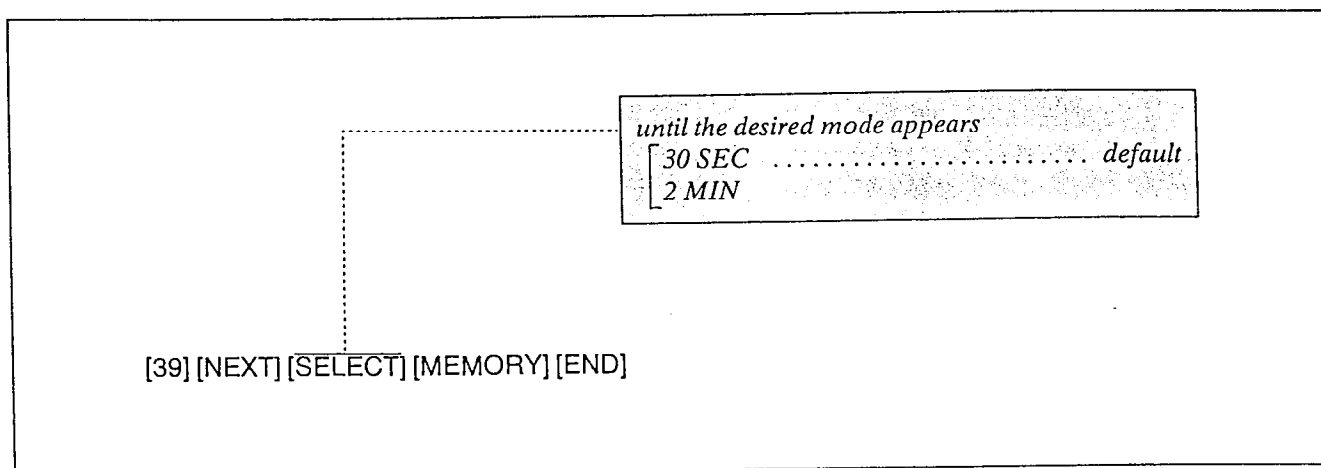 until the desired mode appears
30 SEC ......................... default
2 MIN
[39] [NEXT] [SELECT] [MEMORY] [END]